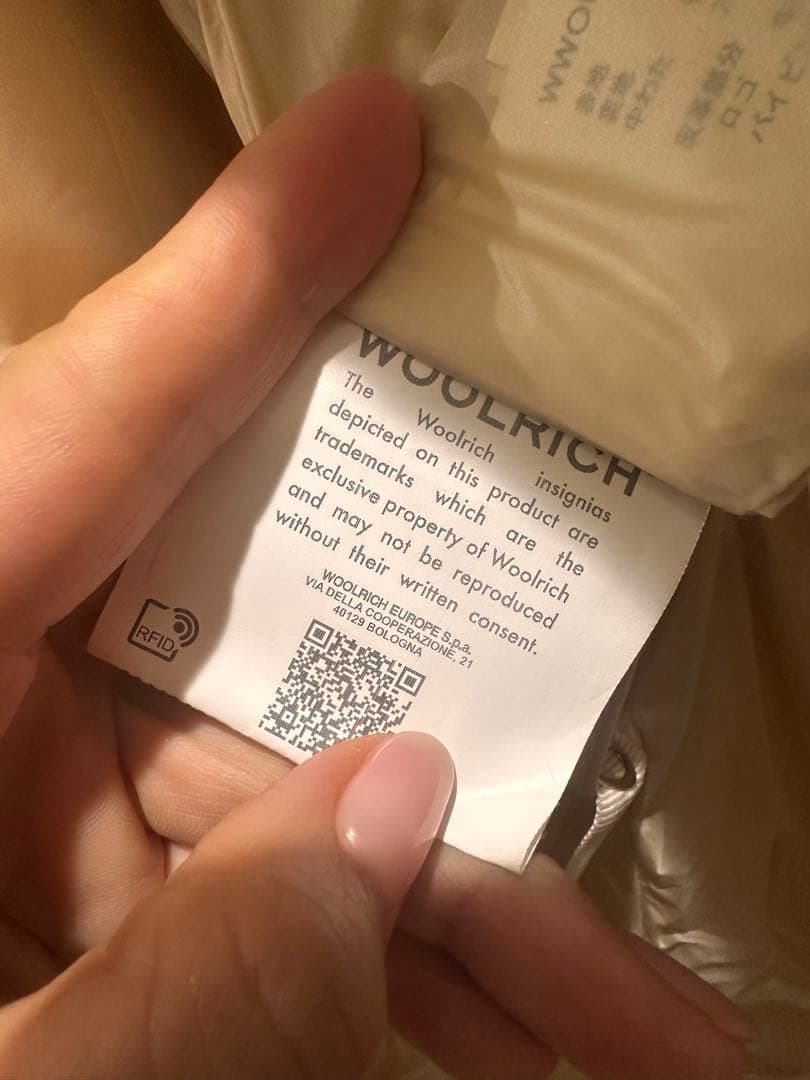 WOOLRICH
The Woolrich insignias
depicted on this product are
trademarks which are the
exclusive property of Woolrich
and may not be reproduced
without their written consent.
WOOLRICH EUROPE S.p.a.
VIA DELLA COOPERAZIONE, 21
40129 BOLOGNA
RFID